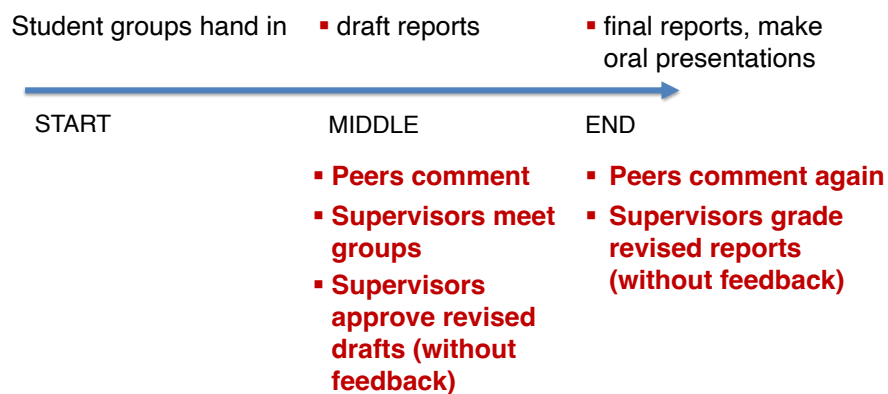 Student groups hand in
▪ draft reports
▪ final reports, make
oral presentations
START
MIDDLE
END
▪ Peers comment
▪ Supervisors meet
groups
▪ Supervisors
approve revised
drafts (without
feedback)
▪ Peers comment again
▪ Supervisors grade
revised reports
(without feedback)